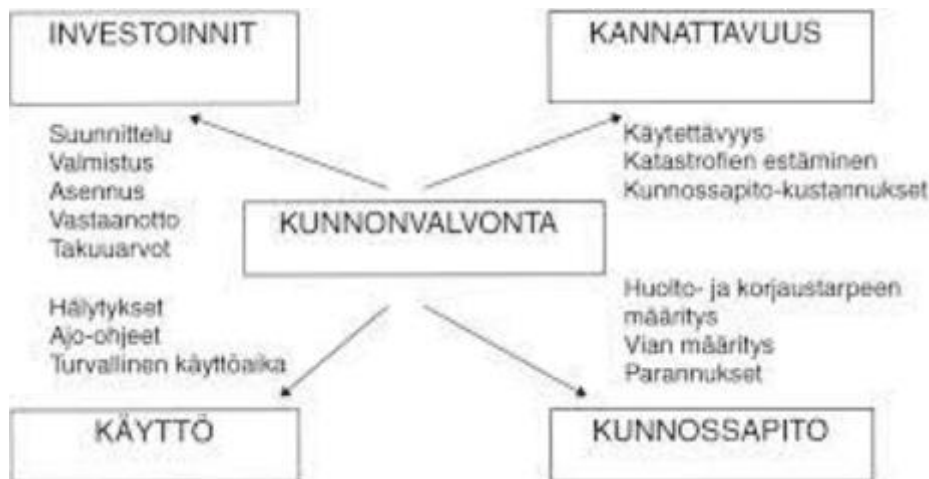 INVESTOINNIT
KANNATTAVUUS
Suunnittelu
Valmistus
Asennus
Vastaanotto
Takuuarvot
Käytettävyys
Katastrofien estäminen
Kunnossapito-kustannukset
KUNNONVALVONTA
Hälytykset
Ajo-ohjeet
Turvallinen käyttöaika
Huolto- ja korjaustarpeen
määritys
Vian määritys
Parannukset
KÄYTTÖ
KUNNOSSAPITO